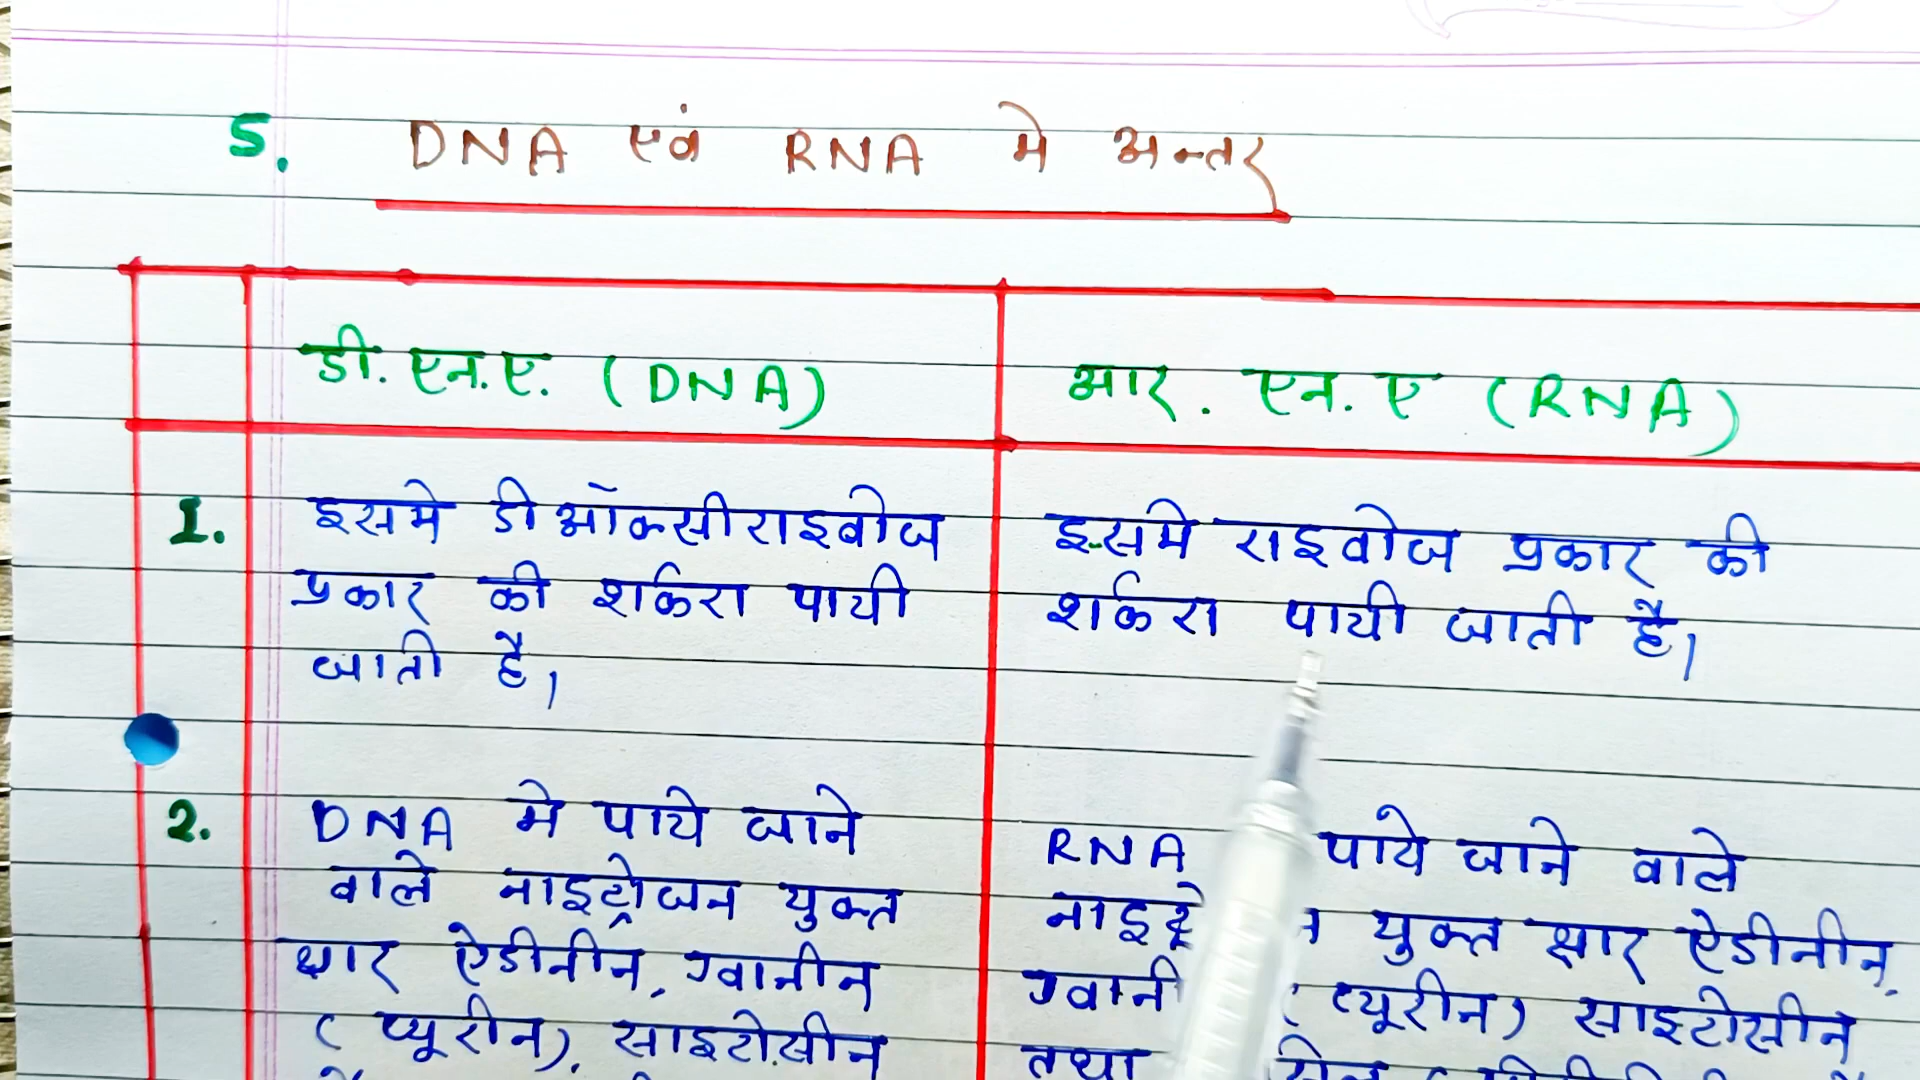 5. DNA एवं RNA मे अन्तर
डी. एन.ए. (DNA)
आर. एन. ए (RNA)
1. इसमे डीऑक्सीराइबोज
प्रकार की शर्करा पायी
जाती है।
इसमे राइबोज प्रकार की
शर्करा पायी जाती है।
2. DNA मे पाये जाने
वाले नाइट्रोजन युक्त
क्षार ऐडीनीन, ग्वानीन
(प्यूरीन), साइटोसीन
RNA पाये जाने वाले
युक्त क्षार ऐडीनीन,
(प्यूरीन) साइटोसीन
तथा